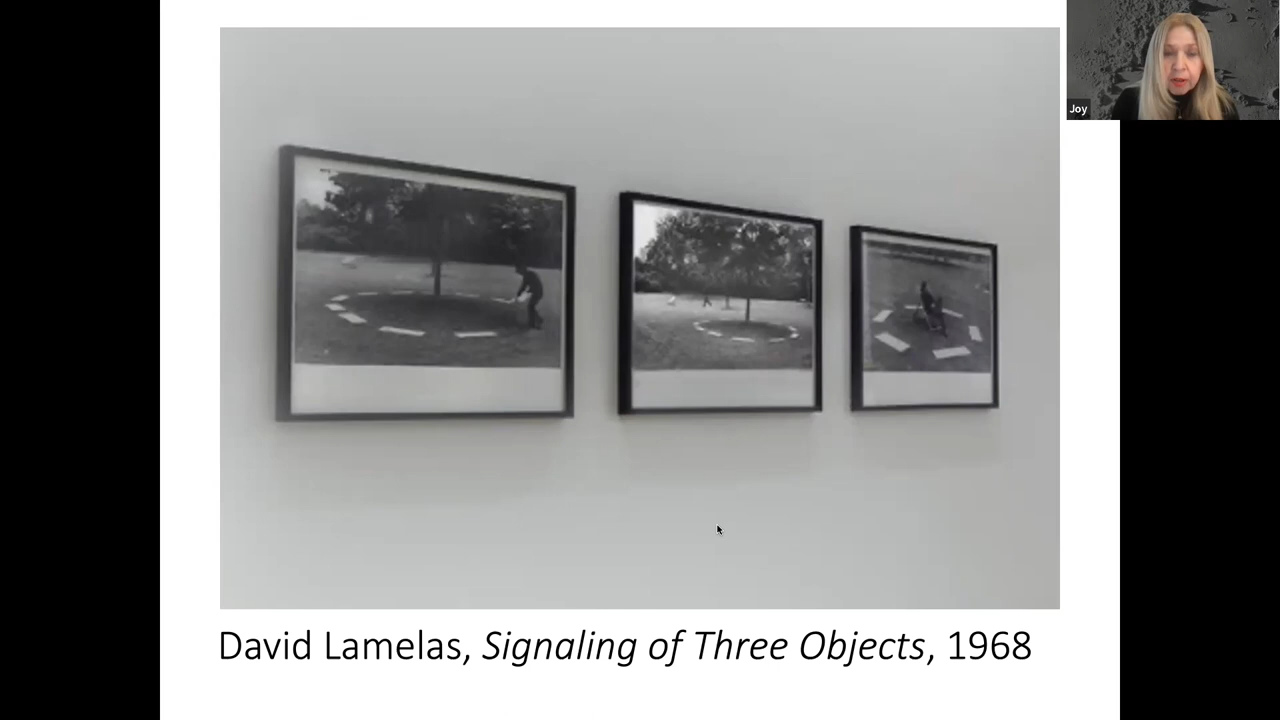 Joy
David Lamelas, Signaling of Three Objects, 1968